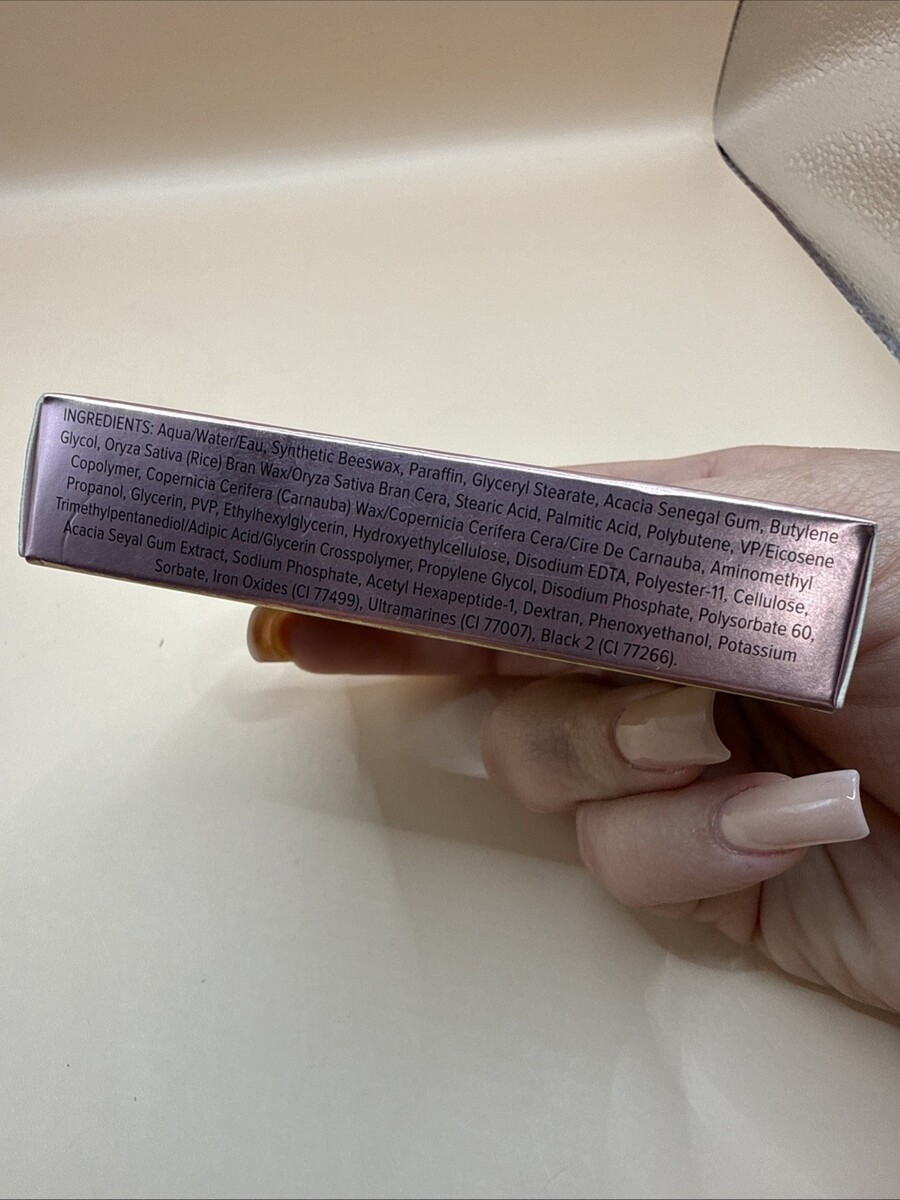 INGREDIENTS: Aqua/Water/Eau, Synthetic Beeswax, Paraffin, Glyceryl Stearate, Acacia Senegal Gum, Butylene
Glycol, Oryza Sativa (Rice) Bran Wax/Oryza Sativa Bran Cera, Stearic Acid, Palmitic Acid, Polybutene, VP/Eicosene
Copolymer, Copernicia Cerifera (Carnauba) Wax/Copernicia Cerifera Cera/Cire De Carnauba, Aminomethyl
Propanol, Glycerin, PVP, Ethylhexylglycerin, Hydroxyethylcellulose, Disodium EDTA, Polyester-11, Cellulose,
Trimethylpentanediol/Adipic Acid/Glycerin Crosspolymer, Propylene Glycol, Disodium Phosphate, Polysorbate 60,
Acacia Seyal Gum Extract, Sodium Phosphate, Acetyl Hexapeptide-1, Dextran, Phenoxyethanol, Potassium
Sorbate, Iron Oxides (CI 77499), Ultramarines (CI 77007), Black 2 (CI 77266).